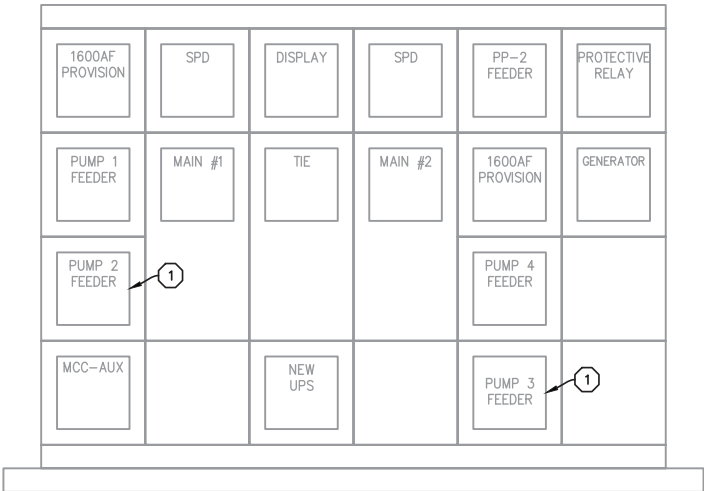 1600AF
PROVISION
SPD
DISPLAY
SPD
PP-2
FEEDER
PROTECTIVE
RELAY
PUMP 1
FEEDER
MAIN #1
TIE
MAIN #2
1600AF
PROVISION
GENERATOR
PUMP 2
FEEDER
1
PUMP 4
FEEDER
MCC-AUX
NEW
UPS
PUMP 3
FEEDER
1